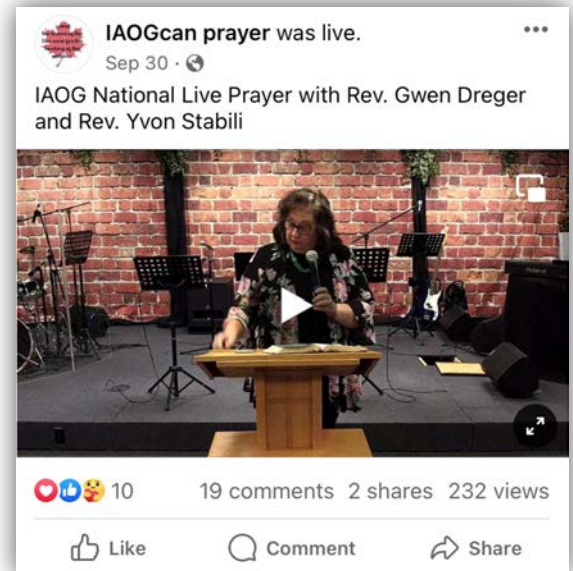 IAOGcan prayer was live.
Sep 30 ·
IAOG National Live Prayer with Rev. Gwen Dreger
and Rev. Yvon Stabili
Roland
10 19 comments 2 shares 232 views
Like Comment Share